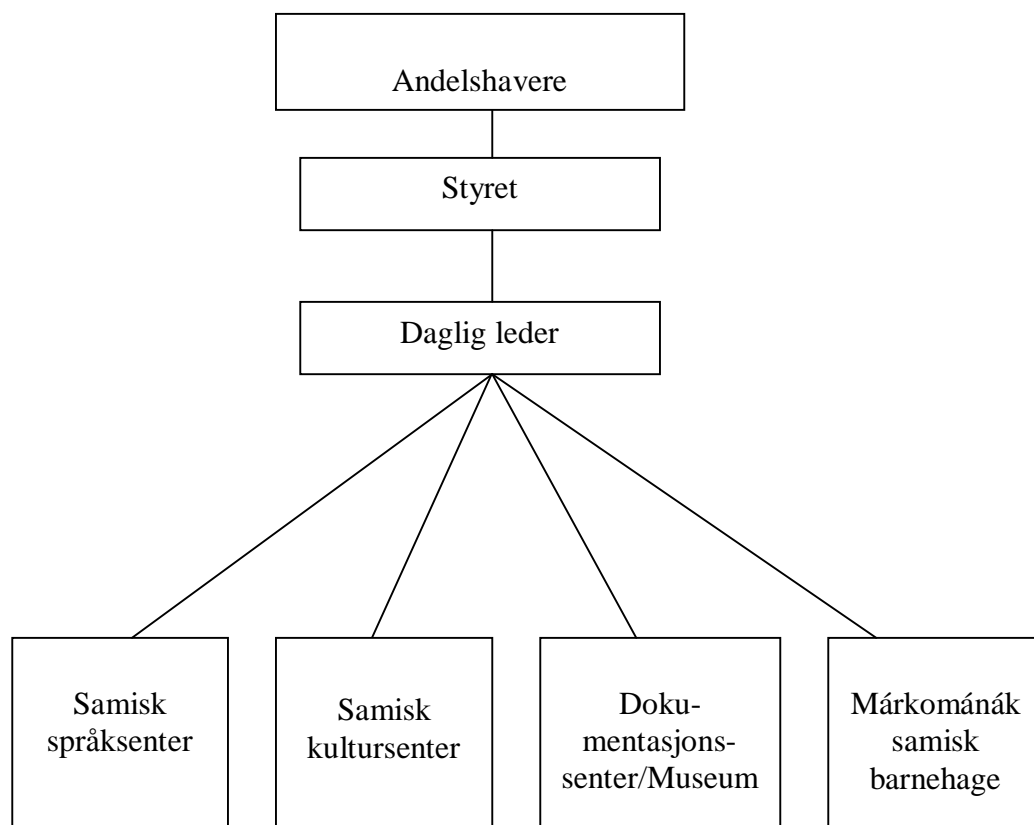 Andelshavere
Styret
Daglig leder
Samisk
språksenter
Samisk
kultursenter
Doku-
mentasjons-
senter/Museum
Márkománák
samisk
barnehage